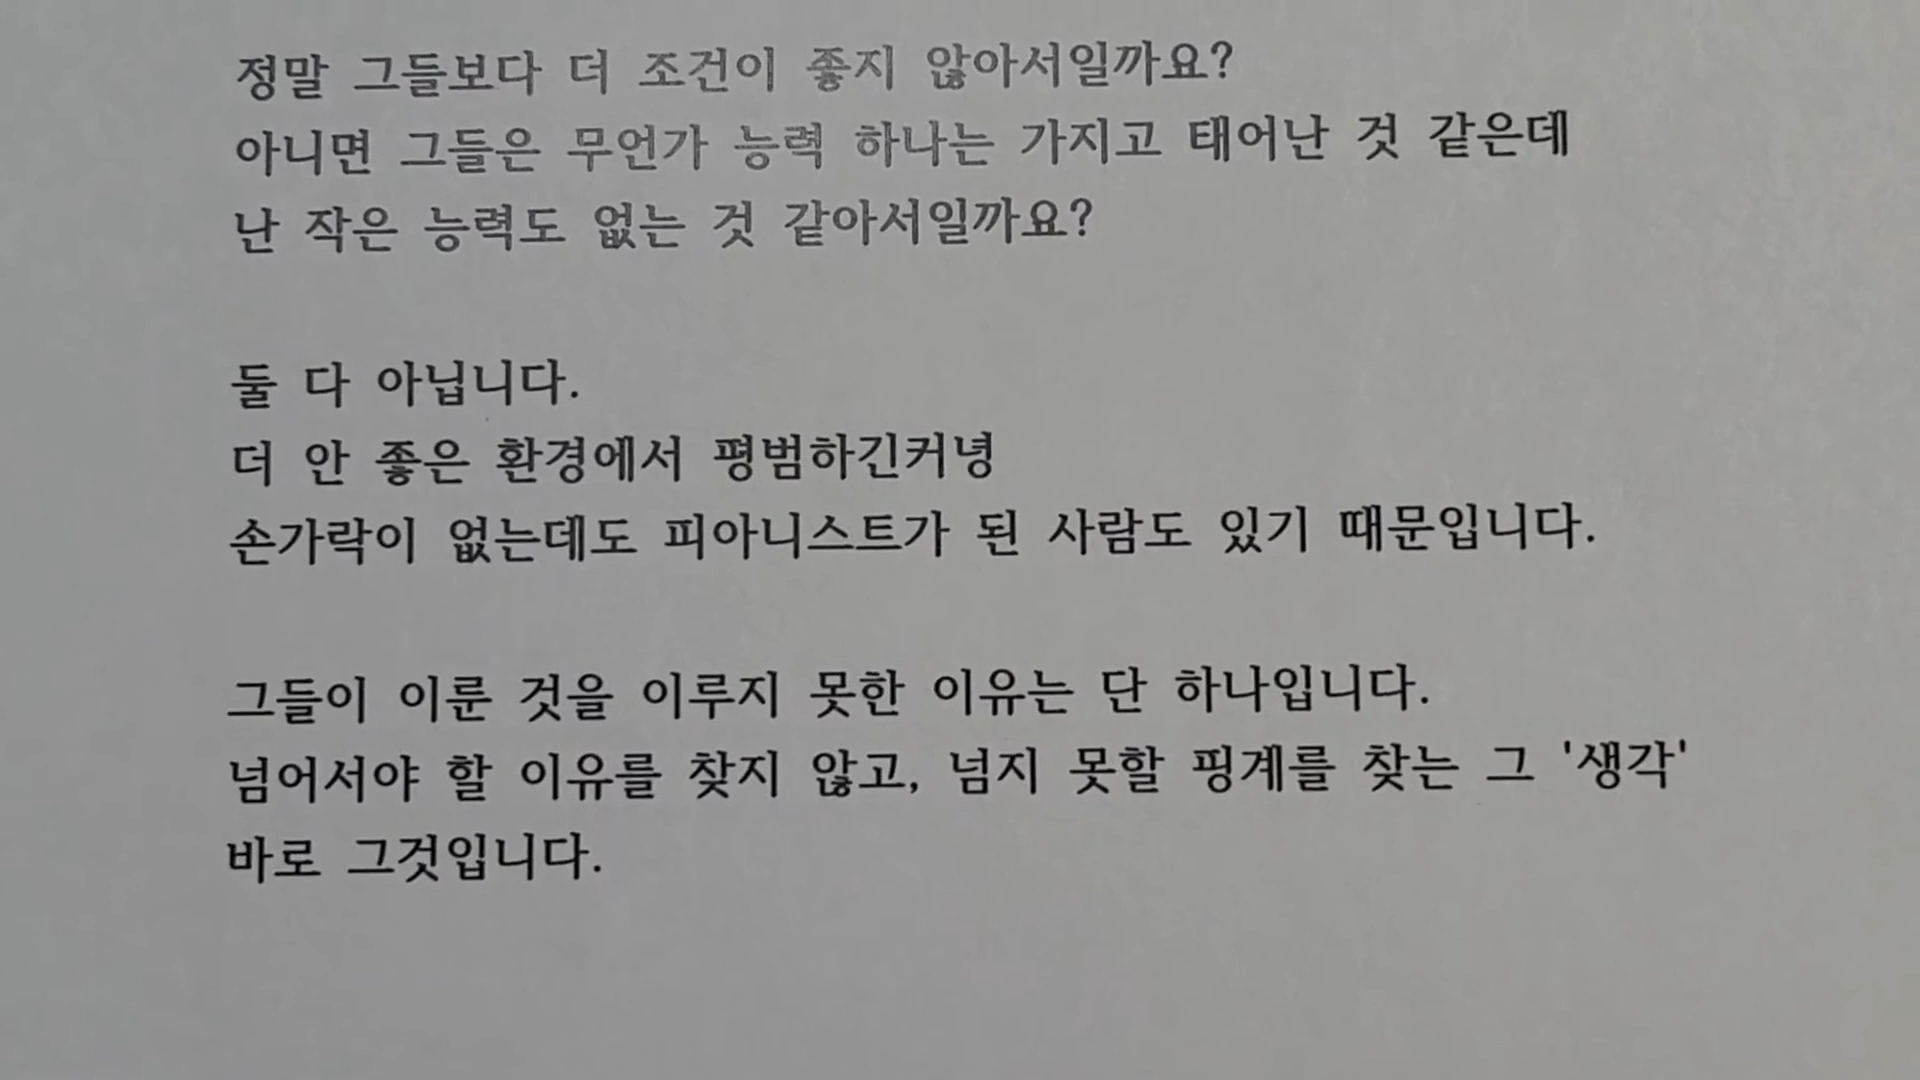 정말 그들보다 더 조건이 좋지 않아서일까요?
아니면 그들은 무언가 능력 하나는 가지고 태어난 것 같은데
난 작은 능력도 없는 것 같아서일까요?
둘 다 아닙니다.
더 안 좋은 환경에서 평범하긴커녕
손가락이 없는데도 피아니스트가 된 사람도 있기 때문입니다.
그들이 이룬 것을 이루지 못한 이유는 단 하나입니다.
넘어서야 할 이유를 찾지 않고, 넘지 못할 핑계를 찾는 그 '생각'
바로 그것입니다.